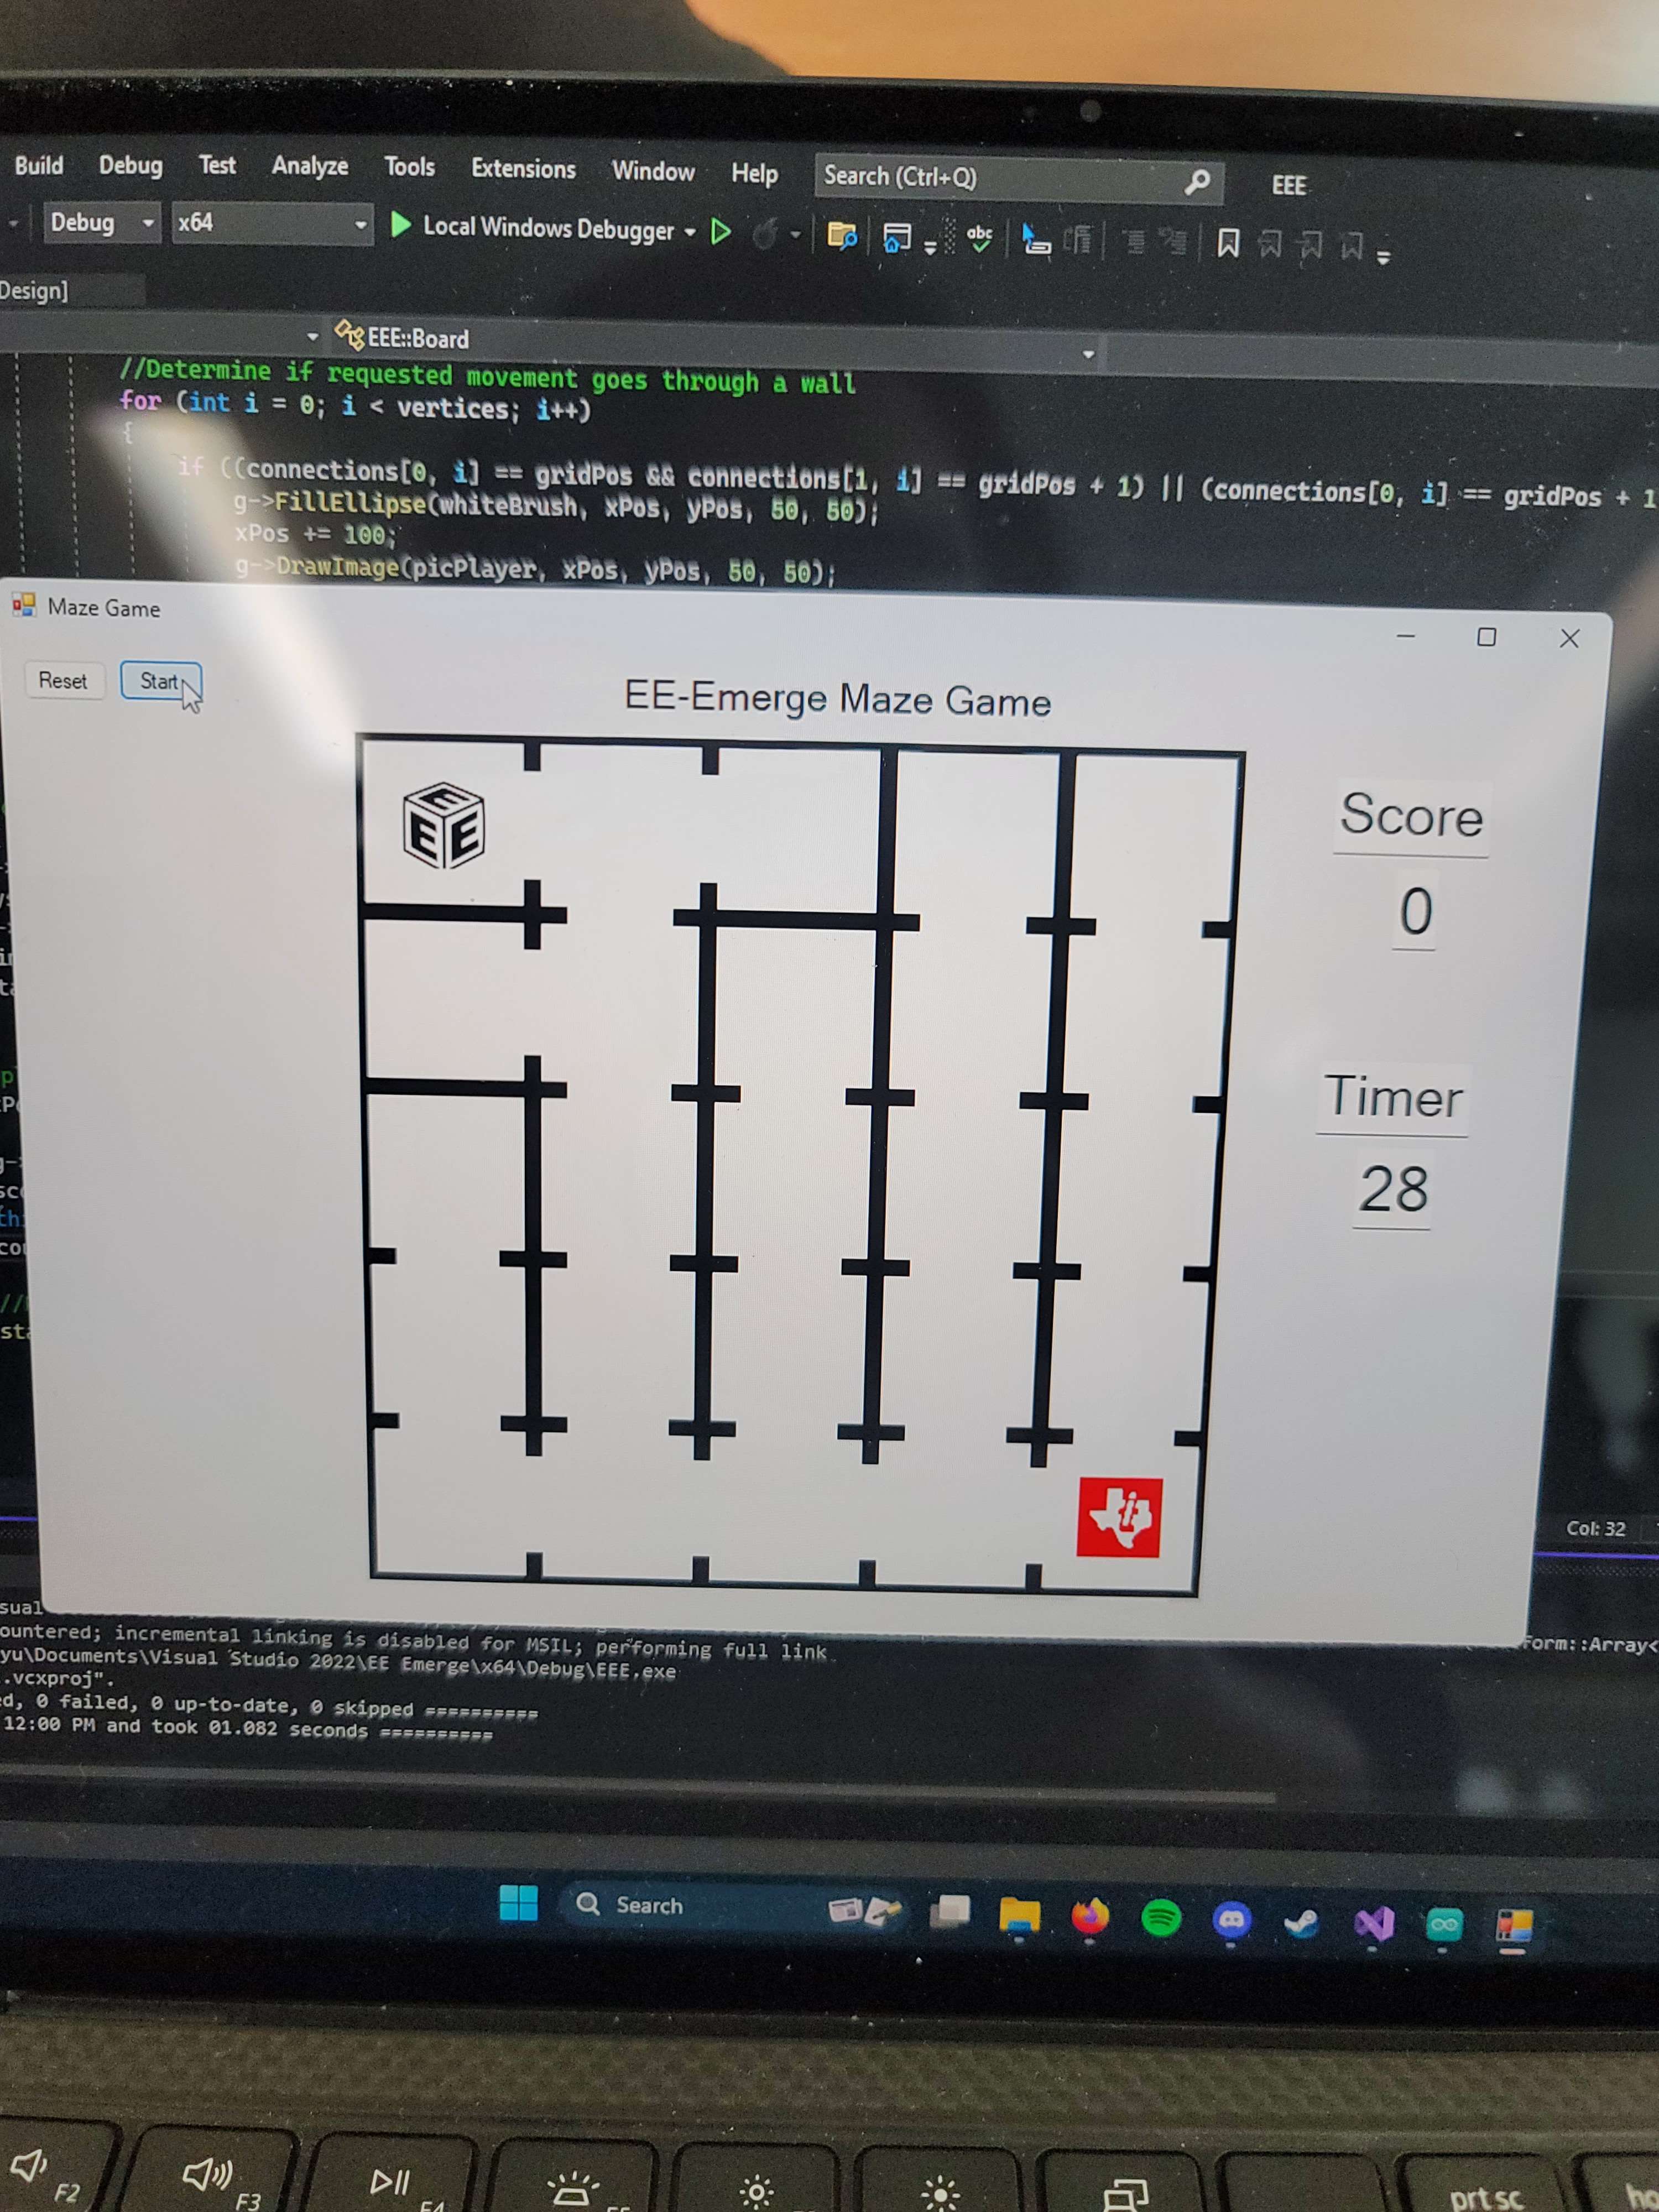 Build Debug Test Analyze Tools Extensions Window Help Search (Ctrl+Q) EEE
Debug x64 Local Windows Debugger abc
Design]
EEE::Board
//Determine if requested movement goes through a wall
for (int i = 0; i < vertices; i++)
{
if ((connections[0, i] == gridPos && connections[1, i] == gridPos + 1) || (connections[0, i] == gridPos + 1
g->FillEllipse(whiteBrush, xPos, yPos, 50, 50);
xPos += 100;
g->DrawImage(picPlayer, xPos, yPos, 50, 50);
Maze Game
Reset Start
EE-Emerge Maze Game
EEE
Score
0
Timer
28
Col: 32
sual
ountered; incremental linking is disabled for MSIL; performing full link
form::Array<
yu\Documents\Visual Studio 2022\EE Emerge\x64\Debug\EEE.exe
.vcxproj".
ed, 0 failed, 0 up-to-date, 0 skipped ==========
12:00 PM and took 01.082 seconds ==========
Search
F2 F3 F4 prt sc